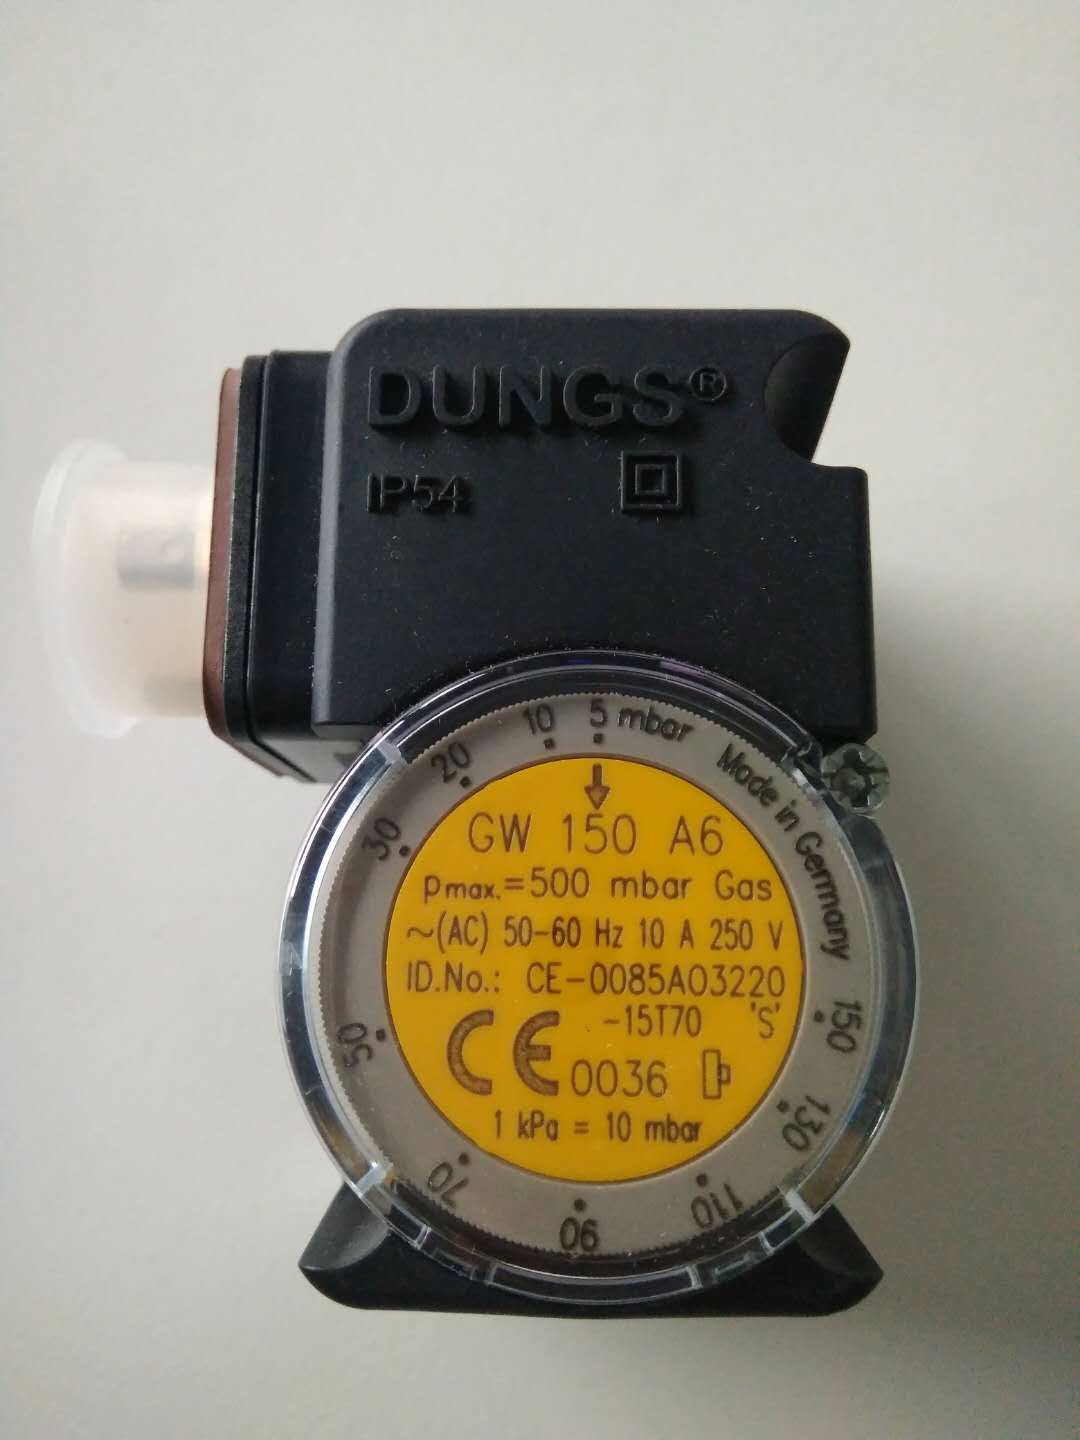 DUNGS®
IP54
10 5 mbar
20
30
50
70
90
110
130
150
Made in Germany
GW 150 A6
pmax.=500 mbar Gas
~(AC) 50-60 Hz 10 A 250 V
ID.No.: CE-0085A03220
-15T70 'S'
CE 0036
1 kPa = 10 mbar